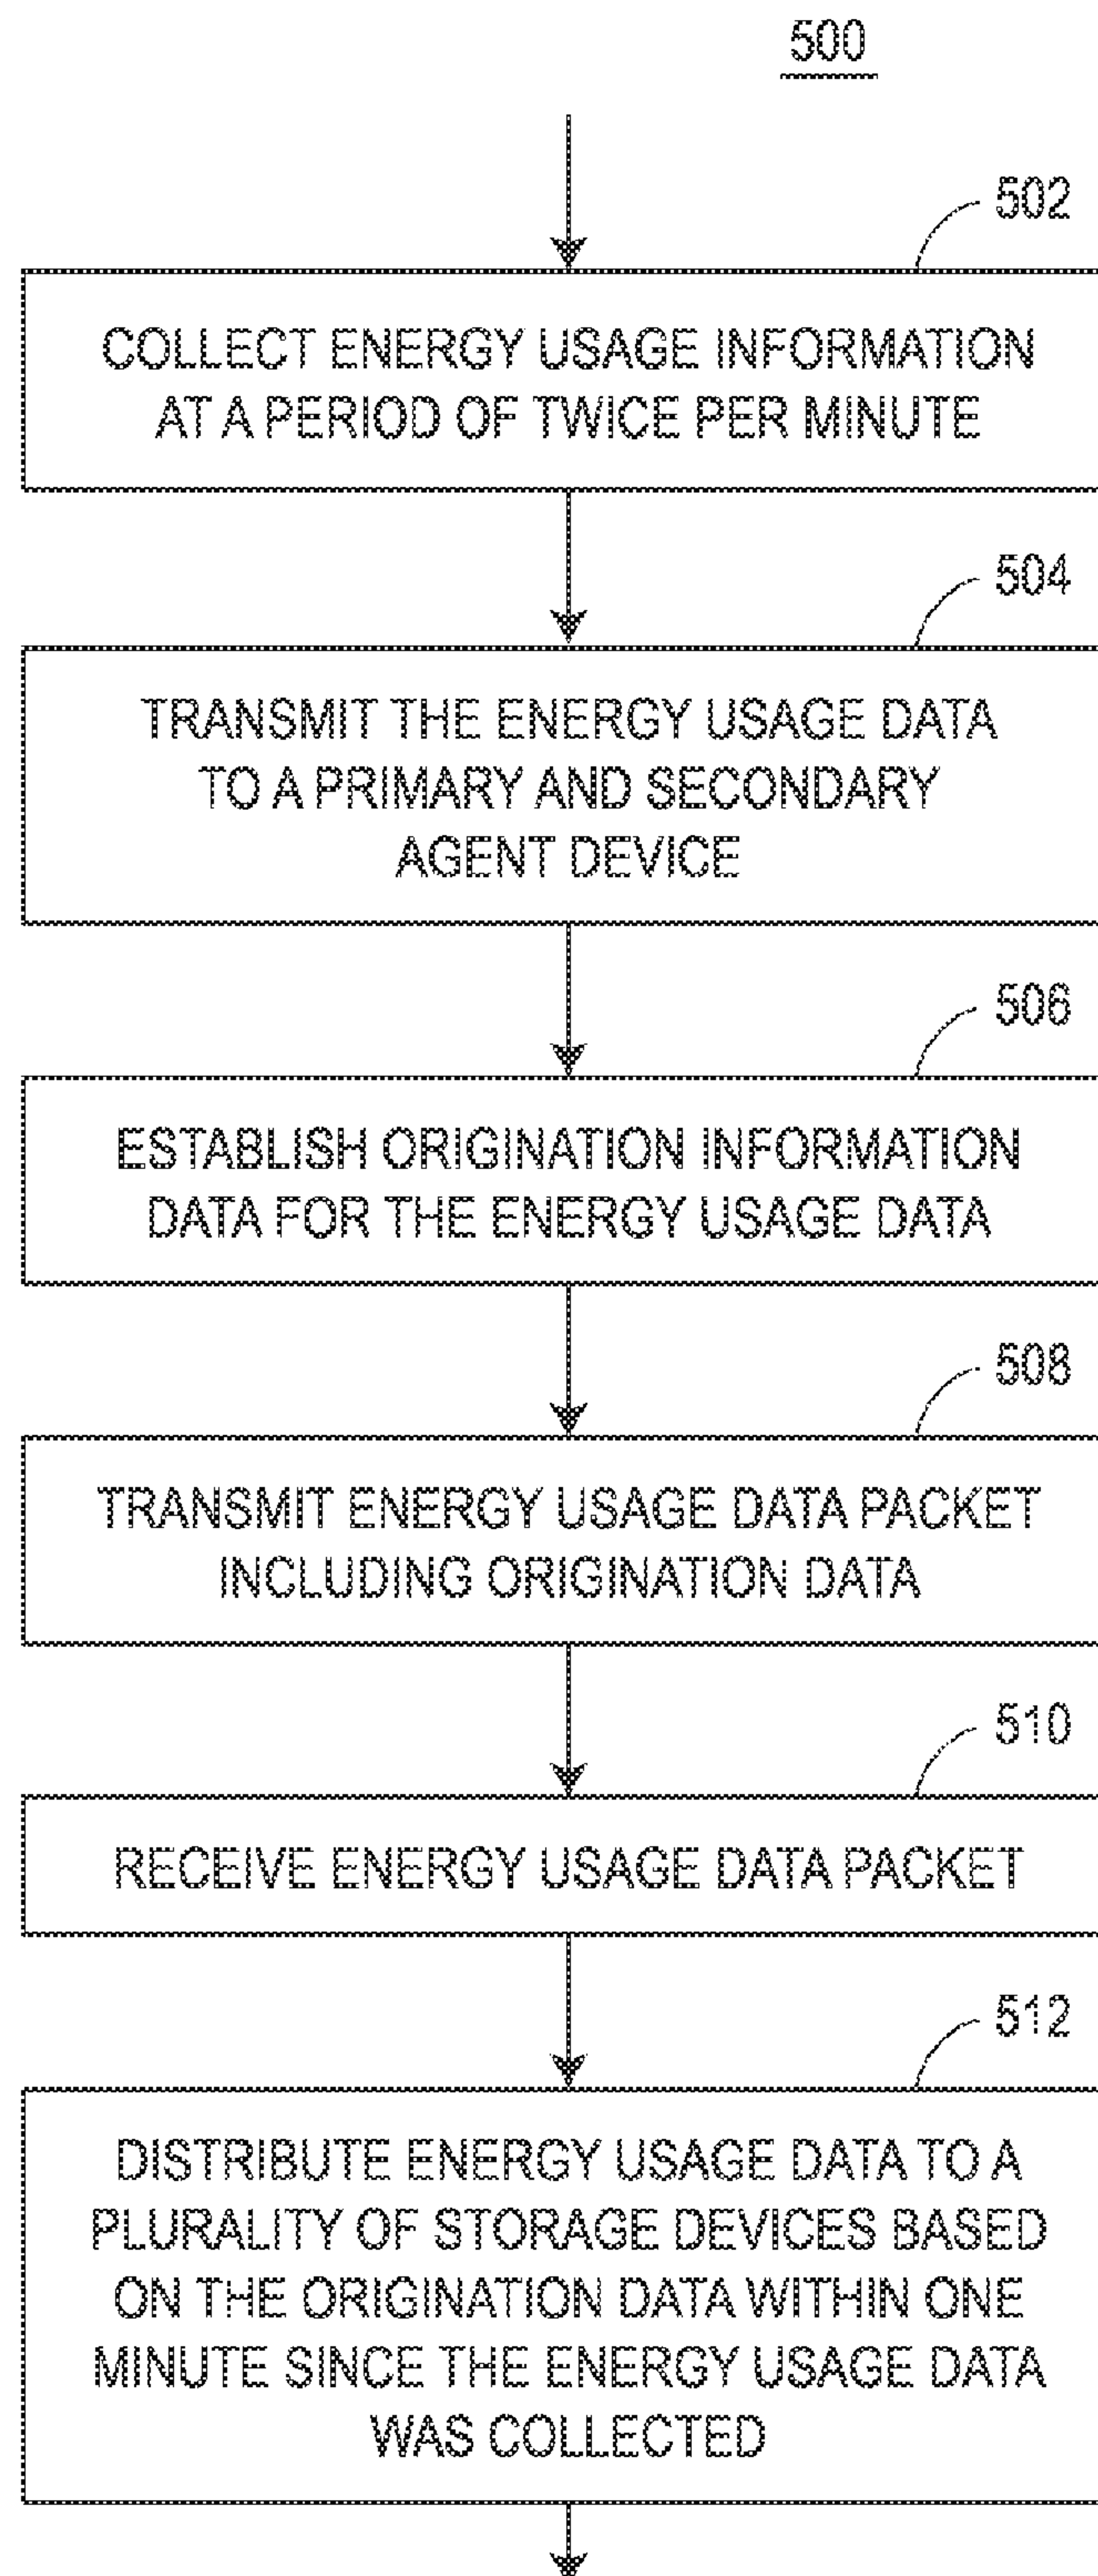 500
502
COLLECT ENERGY USAGE INFORMATION
AT A PERIOD OF TWICE PER MINUTE
504
TRANSMIT THE ENERGY USAGE DATA
TO A PRIMARY AND SECONDARY
AGENT DEVICE
506
ESTABLISH ORIGINATION INFORMATION
DATA FOR THE ENERGY USAGE DATA
508
TRANSMIT ENERGY USAGE DATA PACKET
INCLUDING ORIGINATION DATA
510
RECEIVE ENERGY USAGE DATA PACKET
512
DISTRIBUTE ENERGY USAGE DATA TO A
PLURALITY OF STORAGE DEVICES BASED
ON THE ORIGINATION DATA WITHIN ONE
MINUTE SINCE THE ENERGY USAGE DATA
WAS COLLECTED